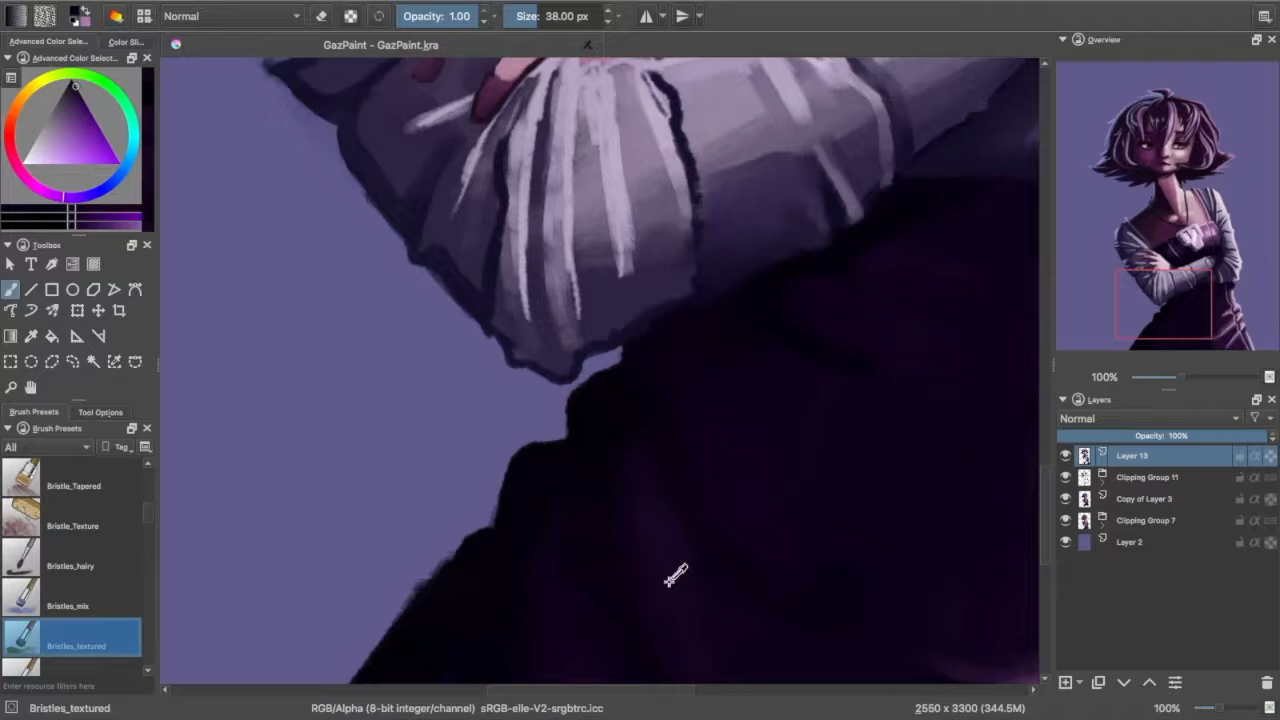 Normal
Opacity: 1.00
Size: 38.00 px
Advanced Color Sele...
Color Sli...
GazPaint - GazPaint.kra
Overview
Advanced Color Select...
Toolbox
100%
Layers
Normal
Opacity: 100%
Layer 13
Clipping Group 11
Copy of Layer 3
Clipping Group 7
Layer 2
Brush Presets
Tool Options
Brush Presets
All
Tag
Bristle_Tapered
Bristle_Texture
Bristles_hairy
Bristles_mix
Bristles_textured
Enter resource filters here
Bristles_textured
RGB/Alpha (8-bit integer/channel) sRGB-elle-V2-srgbtrc.icc
2550 x 3300 (344.5M)
100%